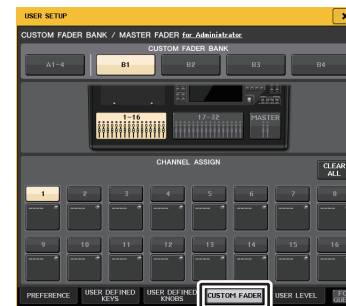 USER SETUP
CUSTOM FADER BANK / MASTER FADER for Administrator
CUSTOM FADER BANK
A1-4 B1 B2 B3 B4
1-16 17-32 MASTER
CHANNEL ASSIGN
CLEAR ALL
1 2 3 4 5 6 7 8
---- ---- ---- ---- ---- ---- ---- ----
9 10 11 12 13 14 15 16
---- ---- ---- ---- ---- ---- ---- ----
PREFERENCE USER DEFINED KEYS USER DEFINED KNOBS CUSTOM FADER USER LEVEL